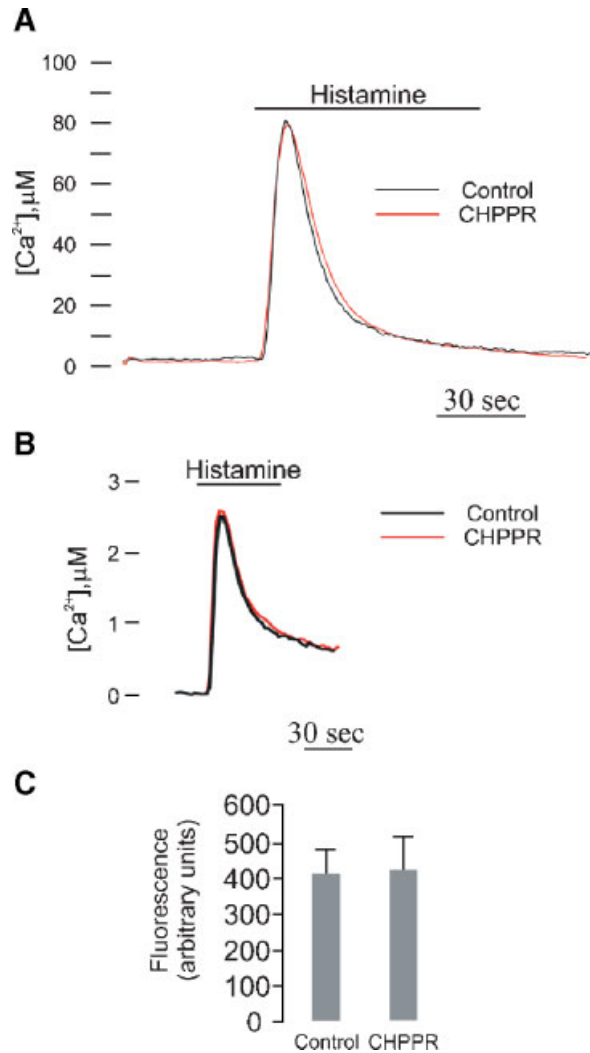 A
100
80
60
40
20
0
[Ca²⁺],µM
Histamine
Control
CHPPR
30 sec
B
3
2
1
0
[Ca²⁺],µM
Histamine
Control
CHPPR
30 sec
C
600
500
400
300
200
100
0
Fluorescence
(arbitrary units)
Control CHPPR